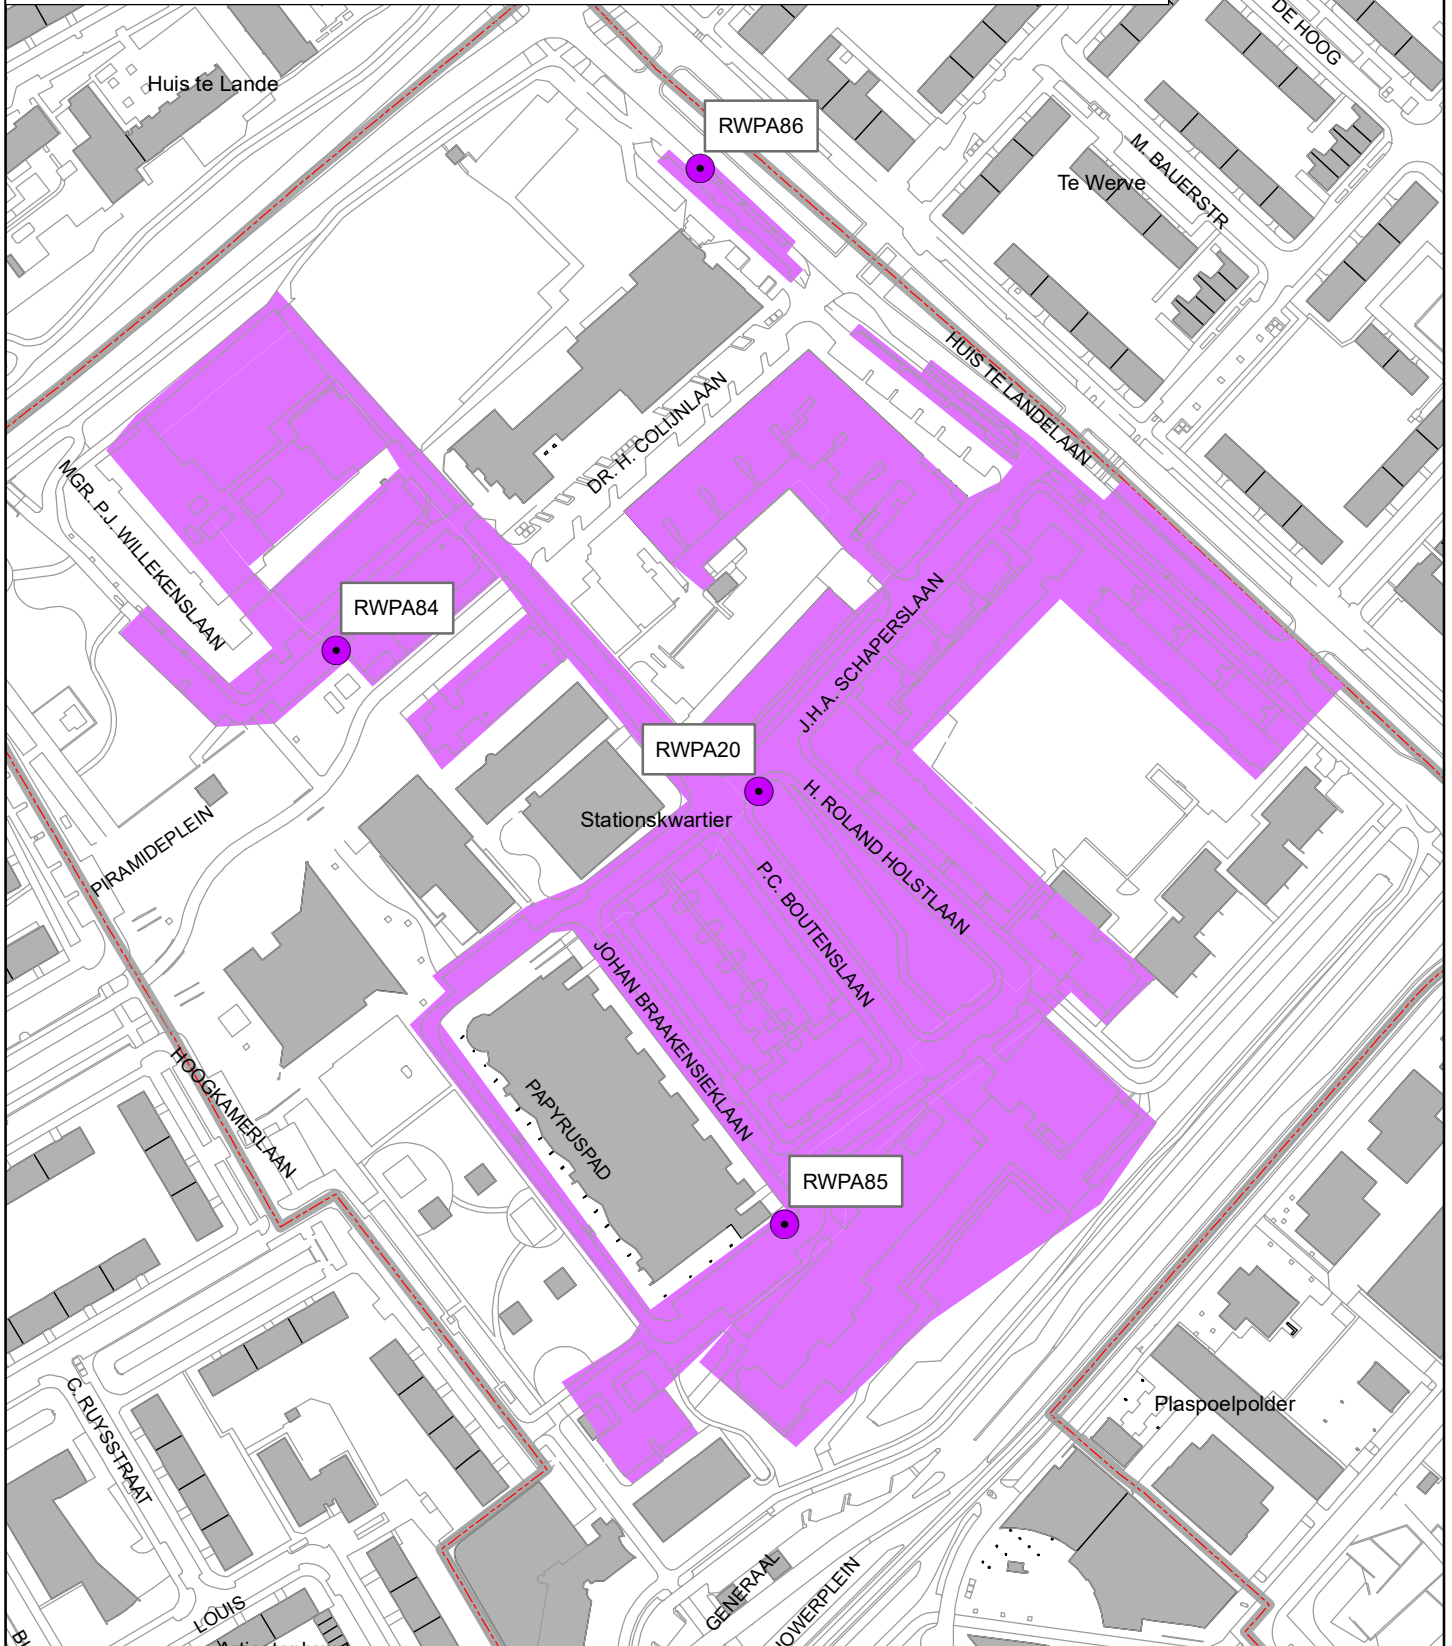 DE HOOG
Huis te Lande
RWPA86
M. BAUERSTR
Te Werve
HUIS TE LANDELAAN
DR. H. COLIJNLAAN
MGR. P.J. WILLEKENSLAAN
RWPA84
J.H.A. SCHAPERSLAAN
RWPA20
Stationskwartier
H. ROLAND HOLSTLAAN
PIRAMIDEPLEIN
P.C. BOUTENSLAAN
JOHAN BRAAKENSIEKLAAN
HOOGKAMERLAAN
PAPYRUSPAD
RWPA85
C. RUYSSTRAAT
Plaspoelpolder
GENERAAL
LOUIS